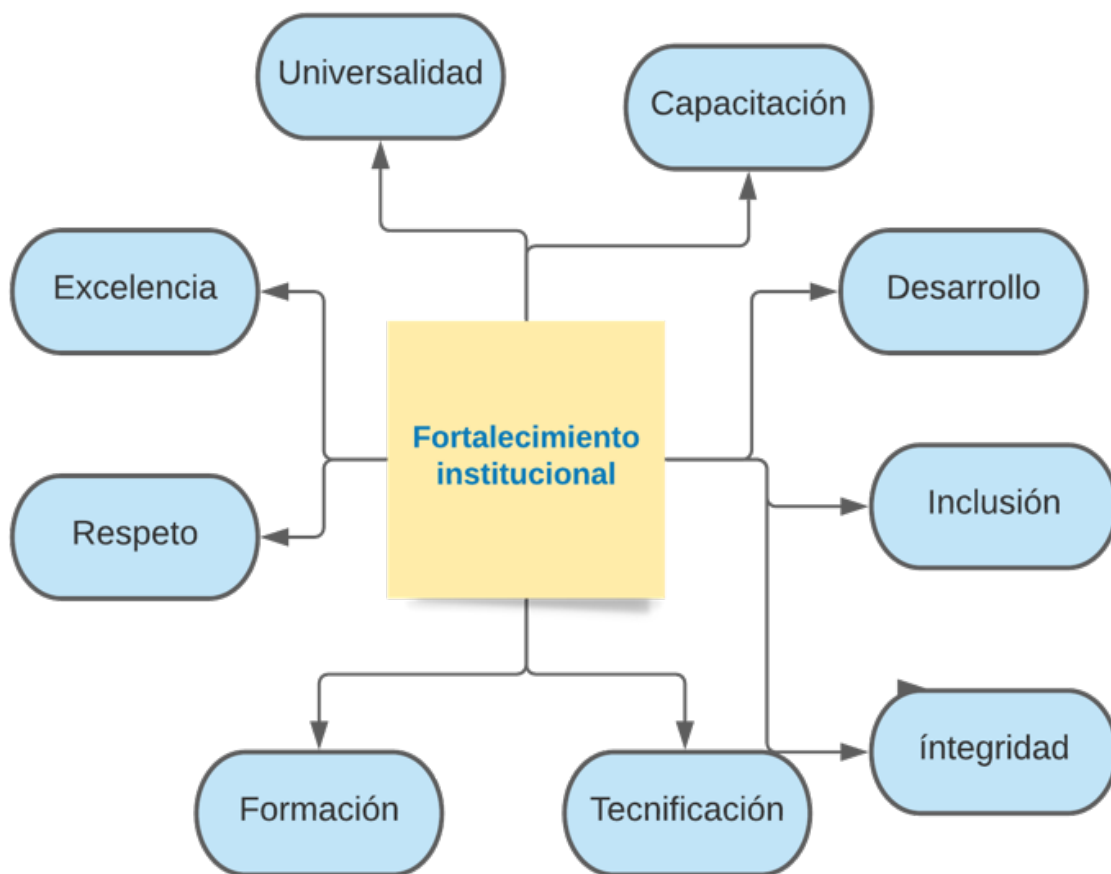 Universalidad
Capacitación
Excelencia
Desarrollo
Fortalecimiento
institucional
Inclusión
Respeto
íntegridad
Formación
Tecnificación